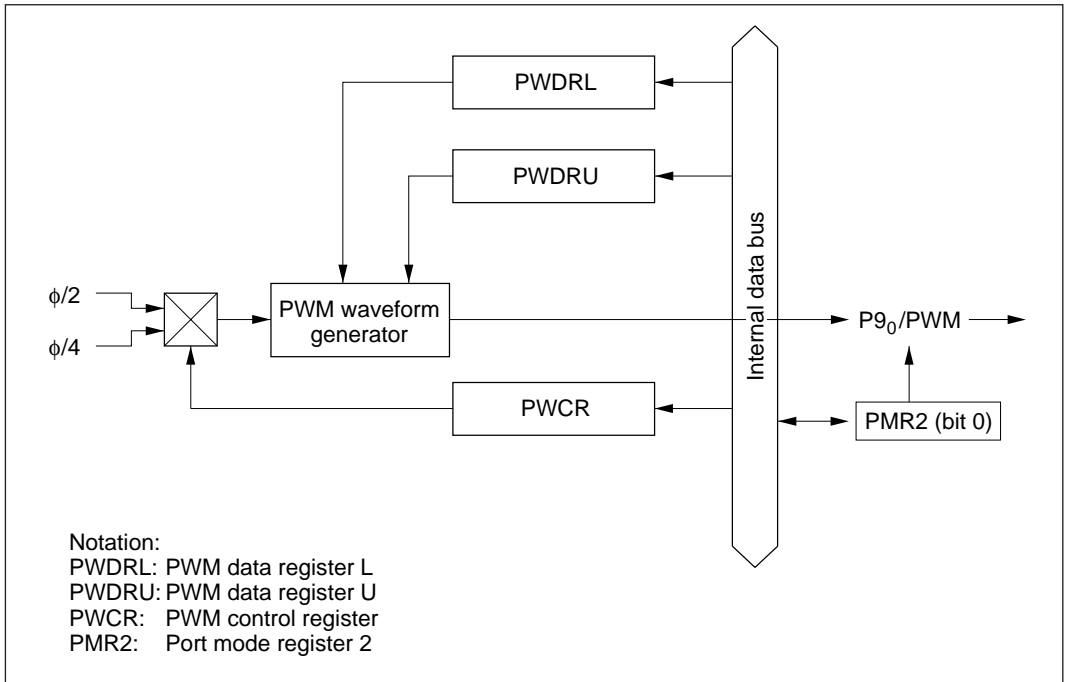 PWDRL
PWDRU
Internal data bus
ϕ/2
ϕ/4
PWM waveform
generator
P9₀/PWM
PWCR
PMR2 (bit 0)
Notation:
PWDRL: PWM data register L
PWDRU: PWM data register U
PWCR: PWM control register
PMR2: Port mode register 2